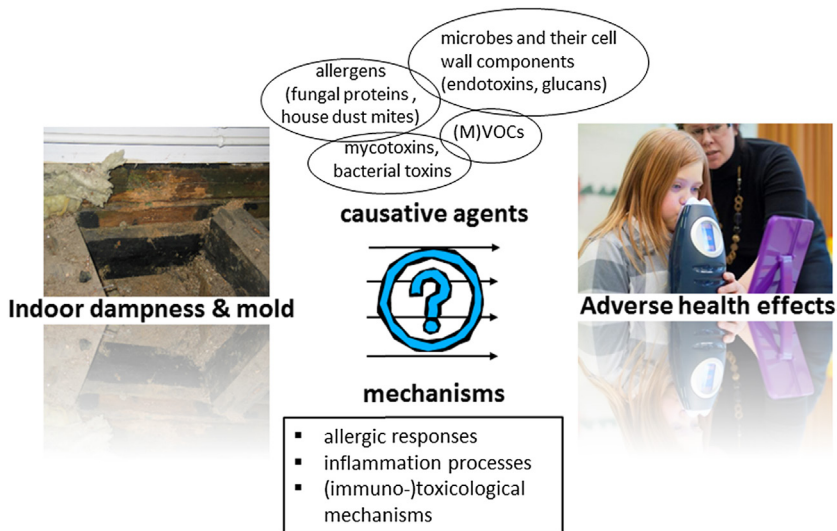 microbes and their cell
wall components
(endotoxins, glucans)
allergens
(fungal proteins ,
house dust mites)
(M)VOCs
mycotoxins,
bacterial toxins
causative agents
Indoor dampness & mold
?
Adverse health effects
mechanisms
▪ allergic responses
▪ inflammation processes
▪ (immuno-)toxicological
mechanisms